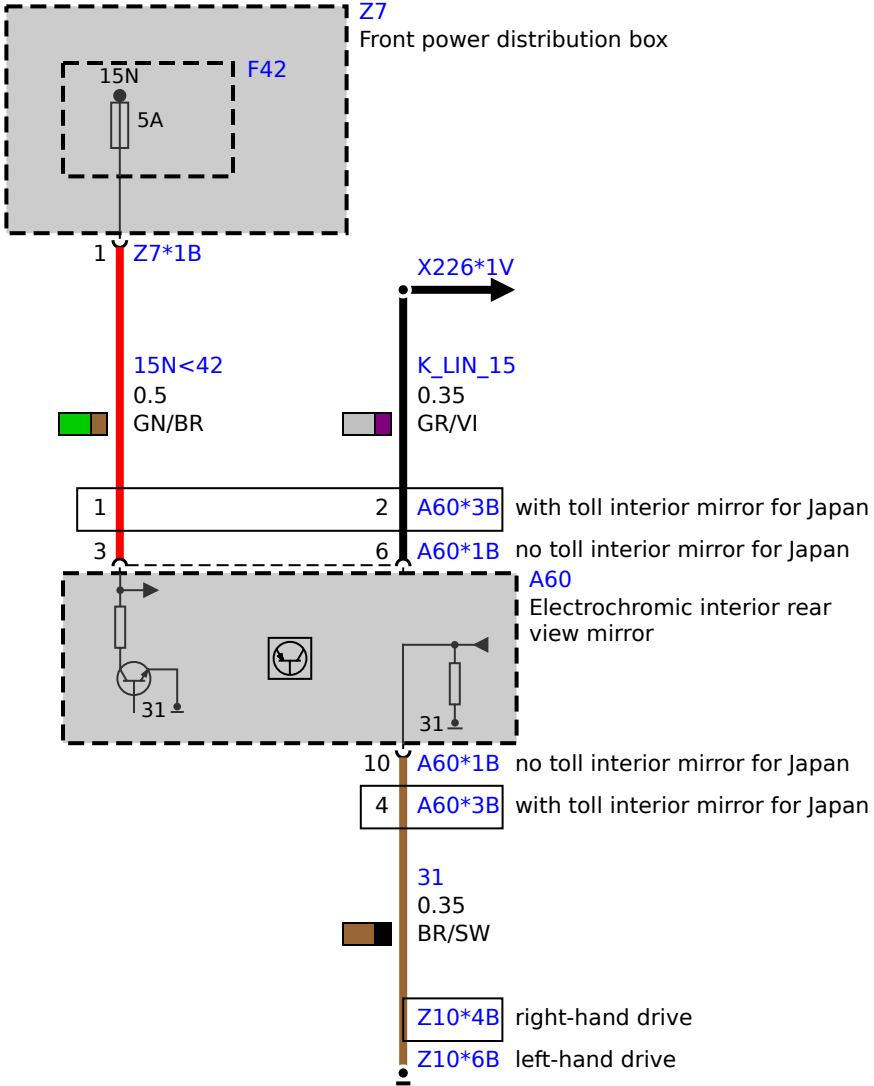 Z7
Front power distribution box
F42
15N
5A
1 Z7*1B
X226*1V
15N<42
0.5
GN/BR
K_LIN_15
0.35
GR/VI
1 2 A60*3B with toll interior mirror for Japan
3 6 A60*1B no toll interior mirror for Japan
A60
Electrochromic interior rear
view mirror
31
31
10 A60*1B no toll interior mirror for Japan
4 A60*3B with toll interior mirror for Japan
31
0.35
BR/SW
Z10*4B right-hand drive
Z10*6B left-hand drive